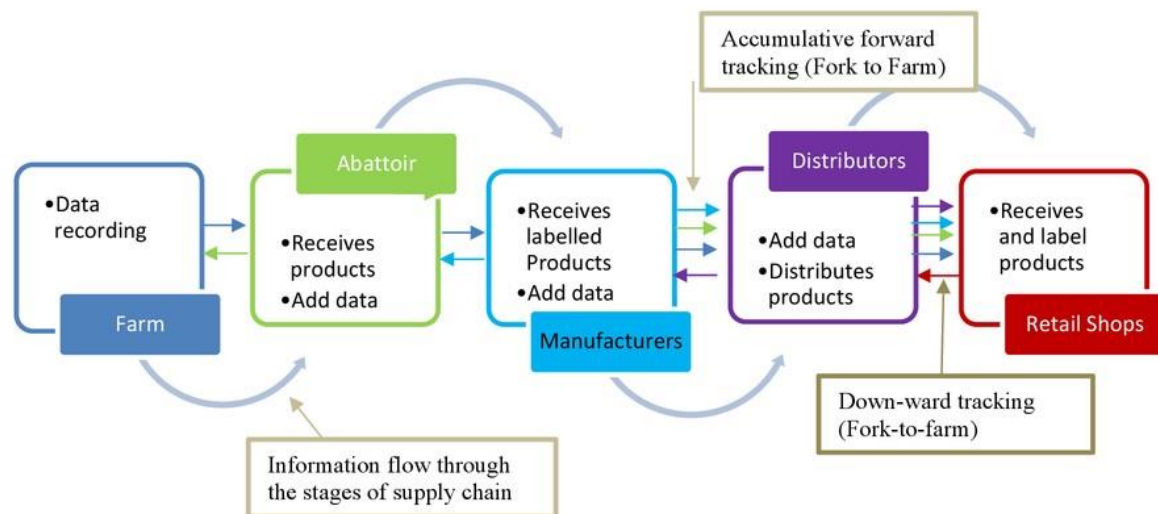 Accumulative forward
tracking (Fork to Farm)
Abattoir
Distributors
•Data
recording
•Receives
products
•Add data
•Receives
labelled
Products
•Add data
•Add data
•Distributes
products
•Receives
and label
products
Farm
Manufacturers
Retail Shops
Down-ward tracking
(Fork-to-farm)
Information flow through
the stages of supply chain